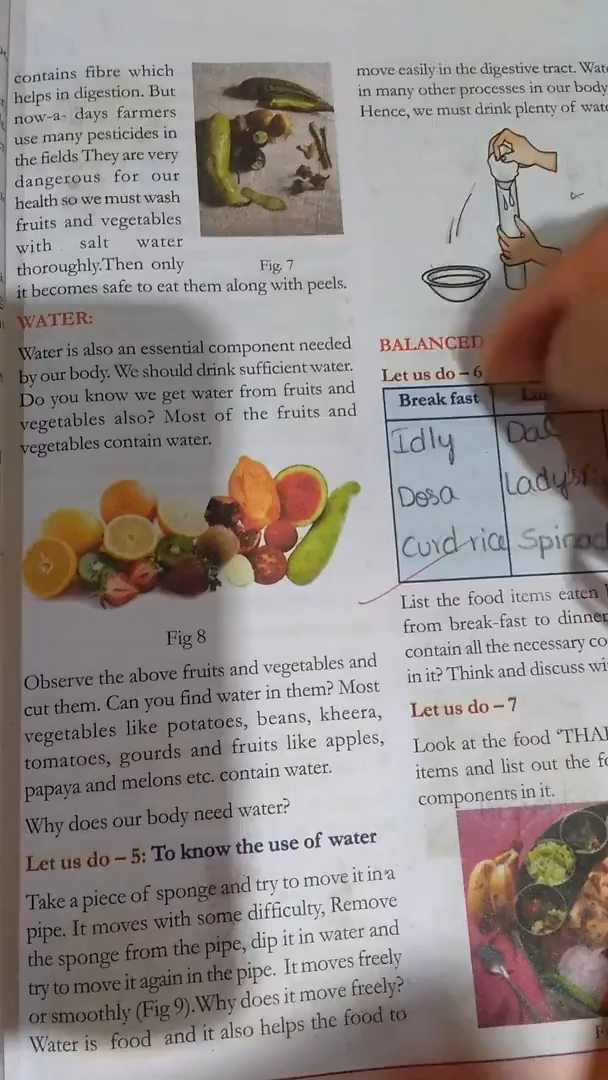 contains fibre which
helps in digestion. But
now-a- days farmers
use many pesticides in
the fields They are very
dangerous for our
health so we must wash
fruits and vegetables
with salt water
thoroughly.Then only
it becomes safe to eat them along with peels.
Fig. 7
WATER:
Water is also an essential component needed
by our body. We should drink sufficient water.
Do you know we get water from fruits and
vegetables also? Most of the fruits and
vegetables contain water.
Fig 8
Observe the above fruits and vegetables and
cut them. Can you find water in them? Most
vegetables like potatoes, beans, kheera,
tomatoes, gourds and fruits like apples,
papaya and melons etc. contain water.
Why does our body need water?
Let us do – 5: To know the use of water
Take a piece of sponge and try to move it in a
pipe. It moves with some difficulty, Remove
the sponge from the pipe, dip it in water and
try to move it again in the pipe. It moves freely
or smoothly (Fig 9).Why does it move freely?
Water is food and it also helps the food to
move easily in the digestive tract.
in many other processes in our body
Hence, we must drink plenty of
BALANCED
Let us do – 6
Break fast
Idly
Dosa
Curd rice
List the food items eaten
from break-fast to dinner
contain all the necessary
in it? Think and discuss
Let us do – 7
Look at the food
items and list out the
components in it.